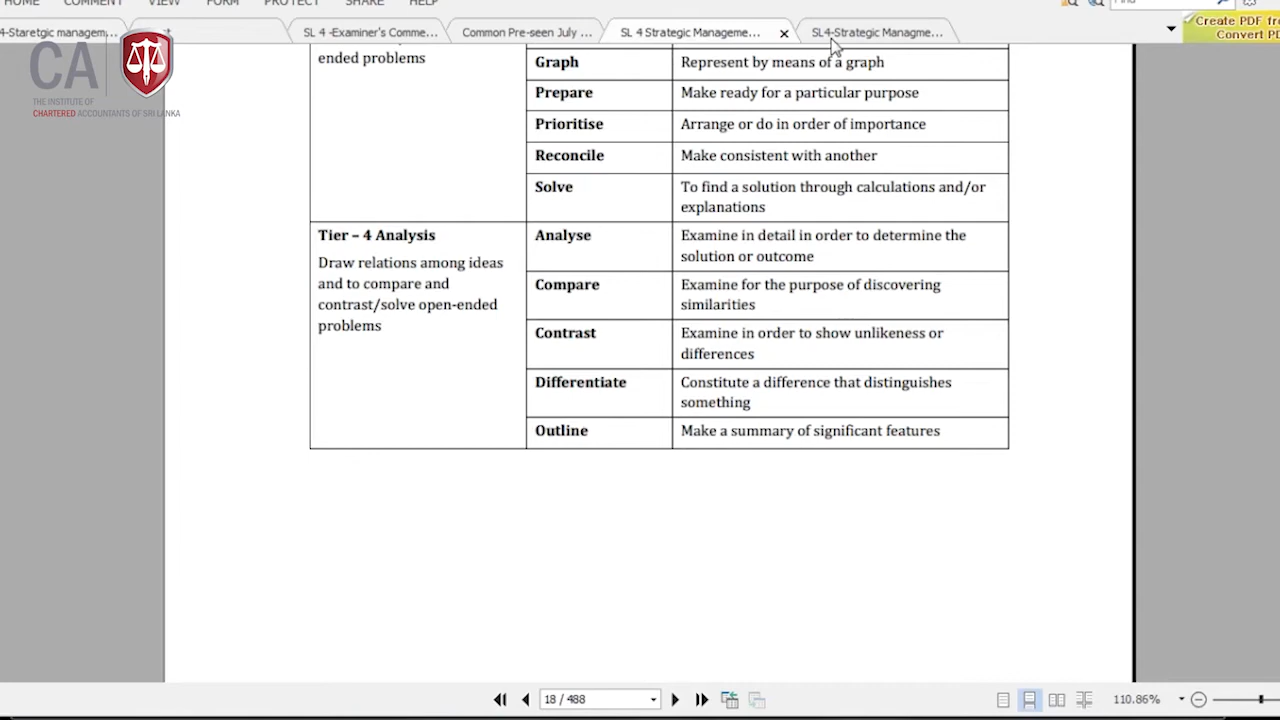 HOME COMMENT VIEW FORM PROTECT SHARE HELP
4-Staretgic managem... SL 4 -Examiner's Comme... Common Pre-seen July ... SL 4 Strategic Manageme... × SL4-Strategic Managme...
Create PDF
Convert
CA
THE INSTITUTE OF
CHARTERED ACCOUNTANTS OF SRI LANKA
ended problems
Graph Represent by means of a graph
Prepare Make ready for a particular purpose
Prioritise Arrange or do in order of importance
Reconcile Make consistent with another
Solve To find a solution through calculations and/or
explanations
Tier – 4 Analysis
Draw relations among ideas
and to compare and
contrast/solve open-ended
problems
Analyse Examine in detail in order to determine the
solution or outcome
Compare Examine for the purpose of discovering
similarities
Contrast Examine in order to show unlikeness or
differences
Differentiate Constitute a difference that distinguishes
something
Outline Make a summary of significant features
18 / 488
110.86%